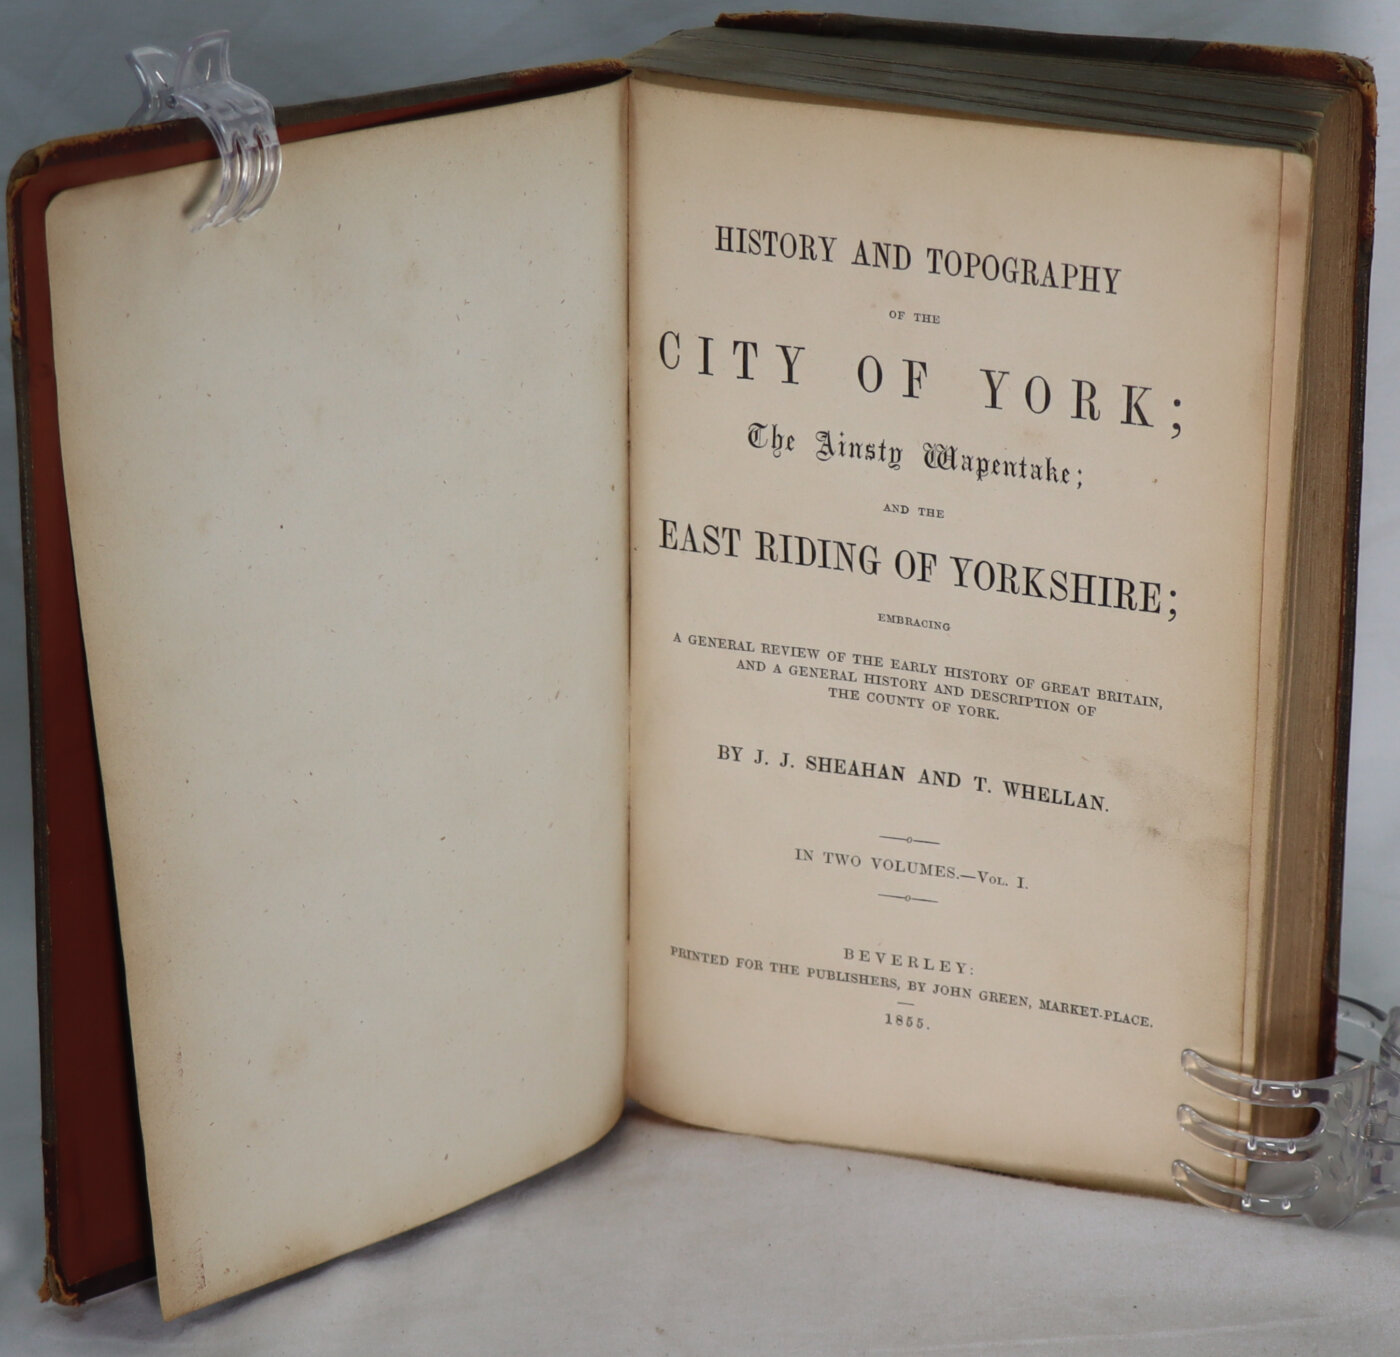 HISTORY AND TOPOGRAPHY
OF THE
CITY OF YORK;
The Ainsty Wapentake;
AND THE
EAST RIDING OF YORKSHIRE;
EMBRACING
A GENERAL REVIEW OF THE EARLY HISTORY OF GREAT BRITAIN,
AND A GENERAL HISTORY AND DESCRIPTION OF
THE COUNTY OF YORK.
BY J. J. SHEAHAN AND T. WHELLAN.
IN TWO VOLUMES.—VOL. I.
BEVERLEY:
PRINTED FOR THE PUBLISHERS, BY JOHN GREEN, MARKET-PLACE.
1855.